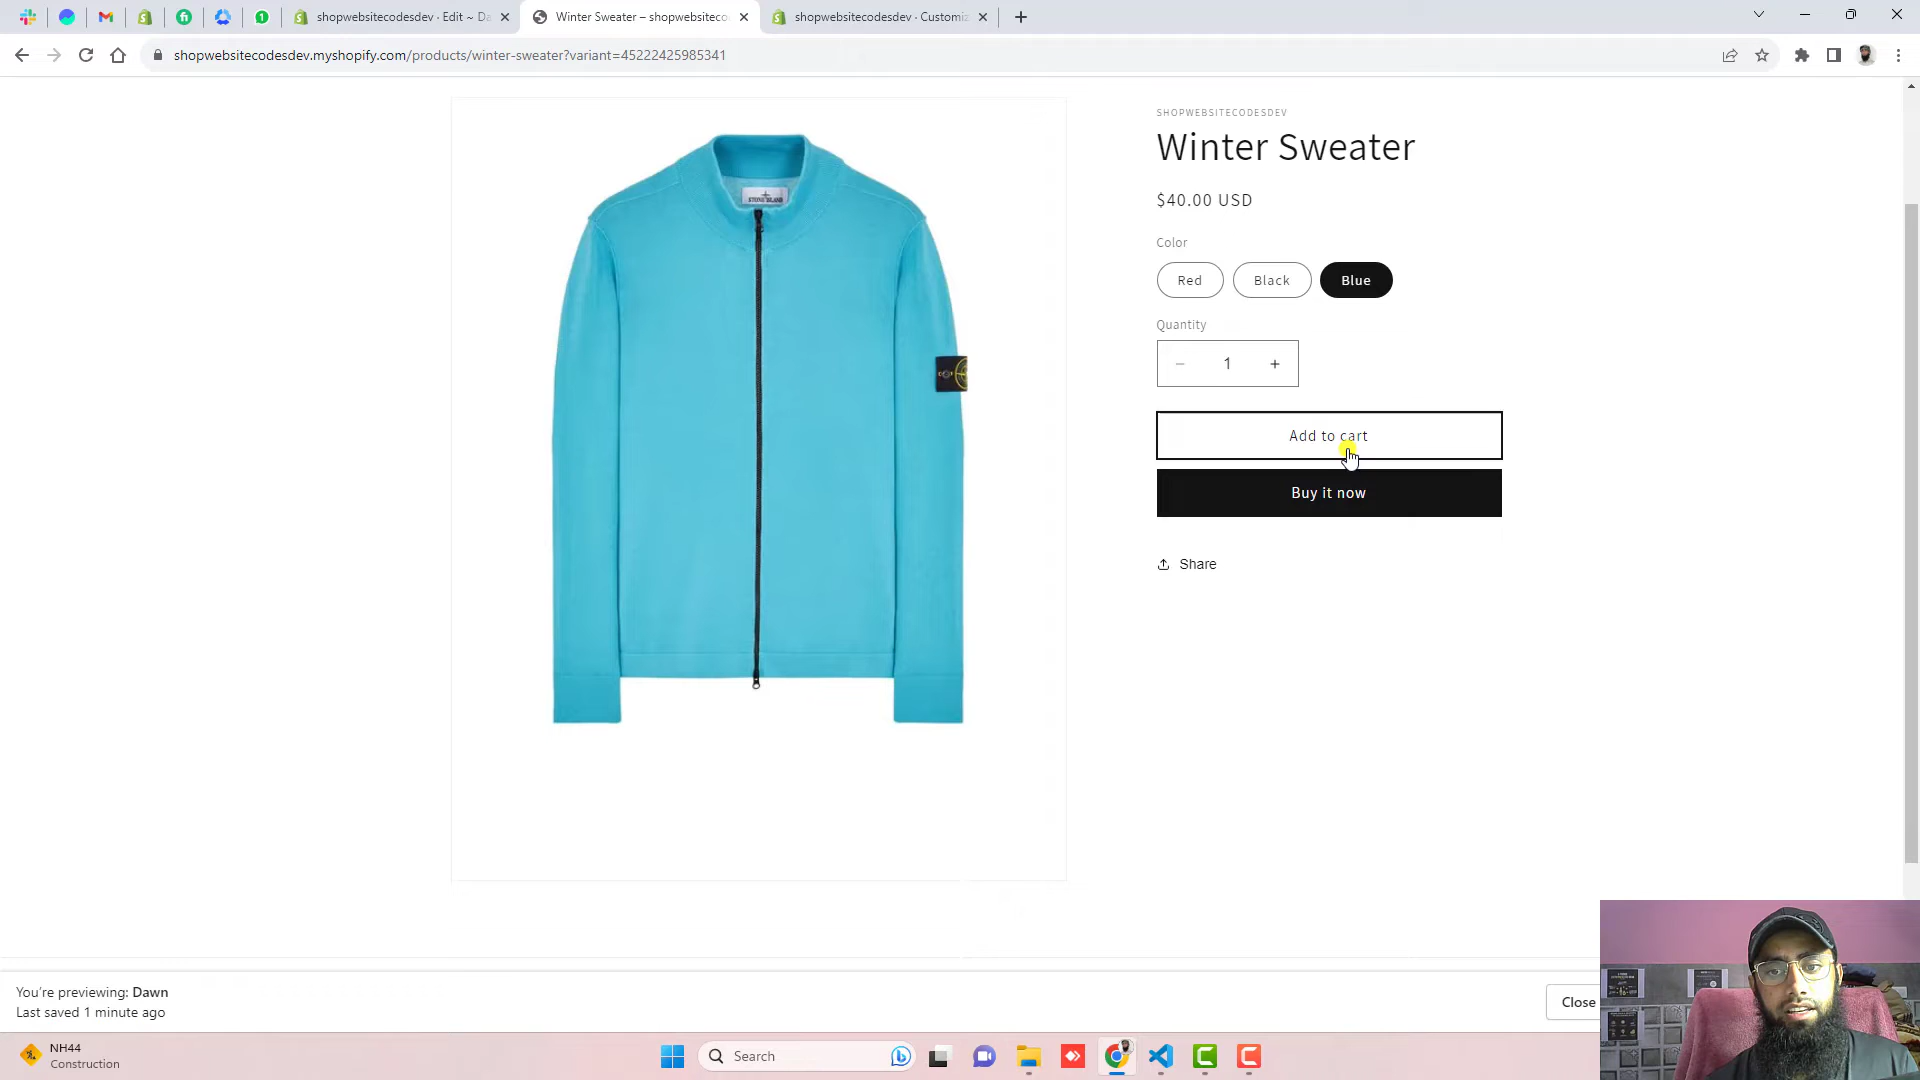 shopwebsitecodesdev · Edit ~ Da
Winter Sweater – shopwebsiteco
shopwebsitecodesdev · Customiz
shopwebsitecodesdev.myshopify.com/products/winter-sweater?variant=45222425985341
SHOPWEBSITECODESDEV
Winter Sweater
$40.00 USD
Color
Red
Black
Blue
Quantity
1
Add to cart
Buy it now
Share
STONE ISLAND
You're previewing: Dawn
Last saved 1 minute ago
Close
NH44
Construction
Search